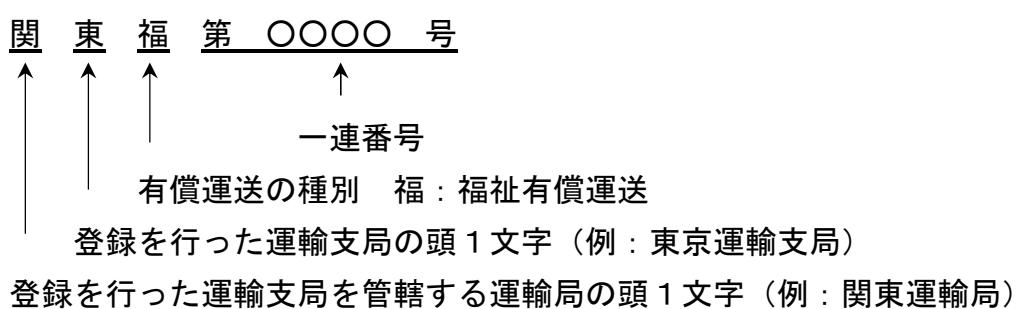 関 東 福 第 〇〇〇〇 号
一連番号
有償運送の種別 福：福祉有償運送
登録を行った運輸支局の頭１文字（例：東京運輸支局）
登録を行った運輸支局を管轄する運輸局の頭１文字（例：関東運輸局）